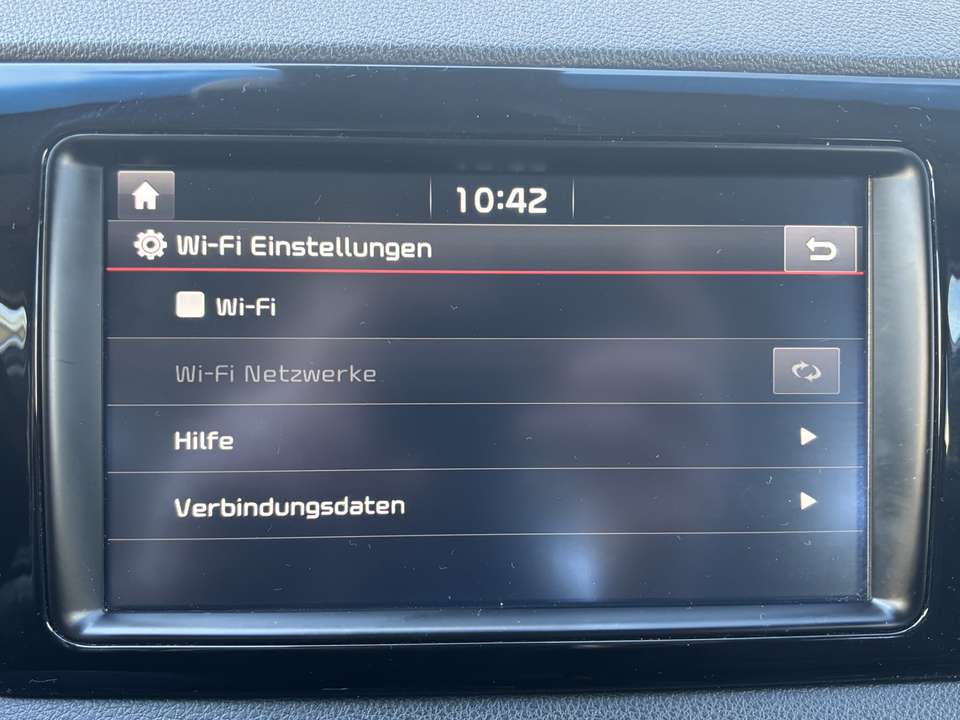 10:42
Wi-Fi Einstellungen
Wi-Fi
Wi-Fi Netzwerke
Hilfe
Verbindungsdaten